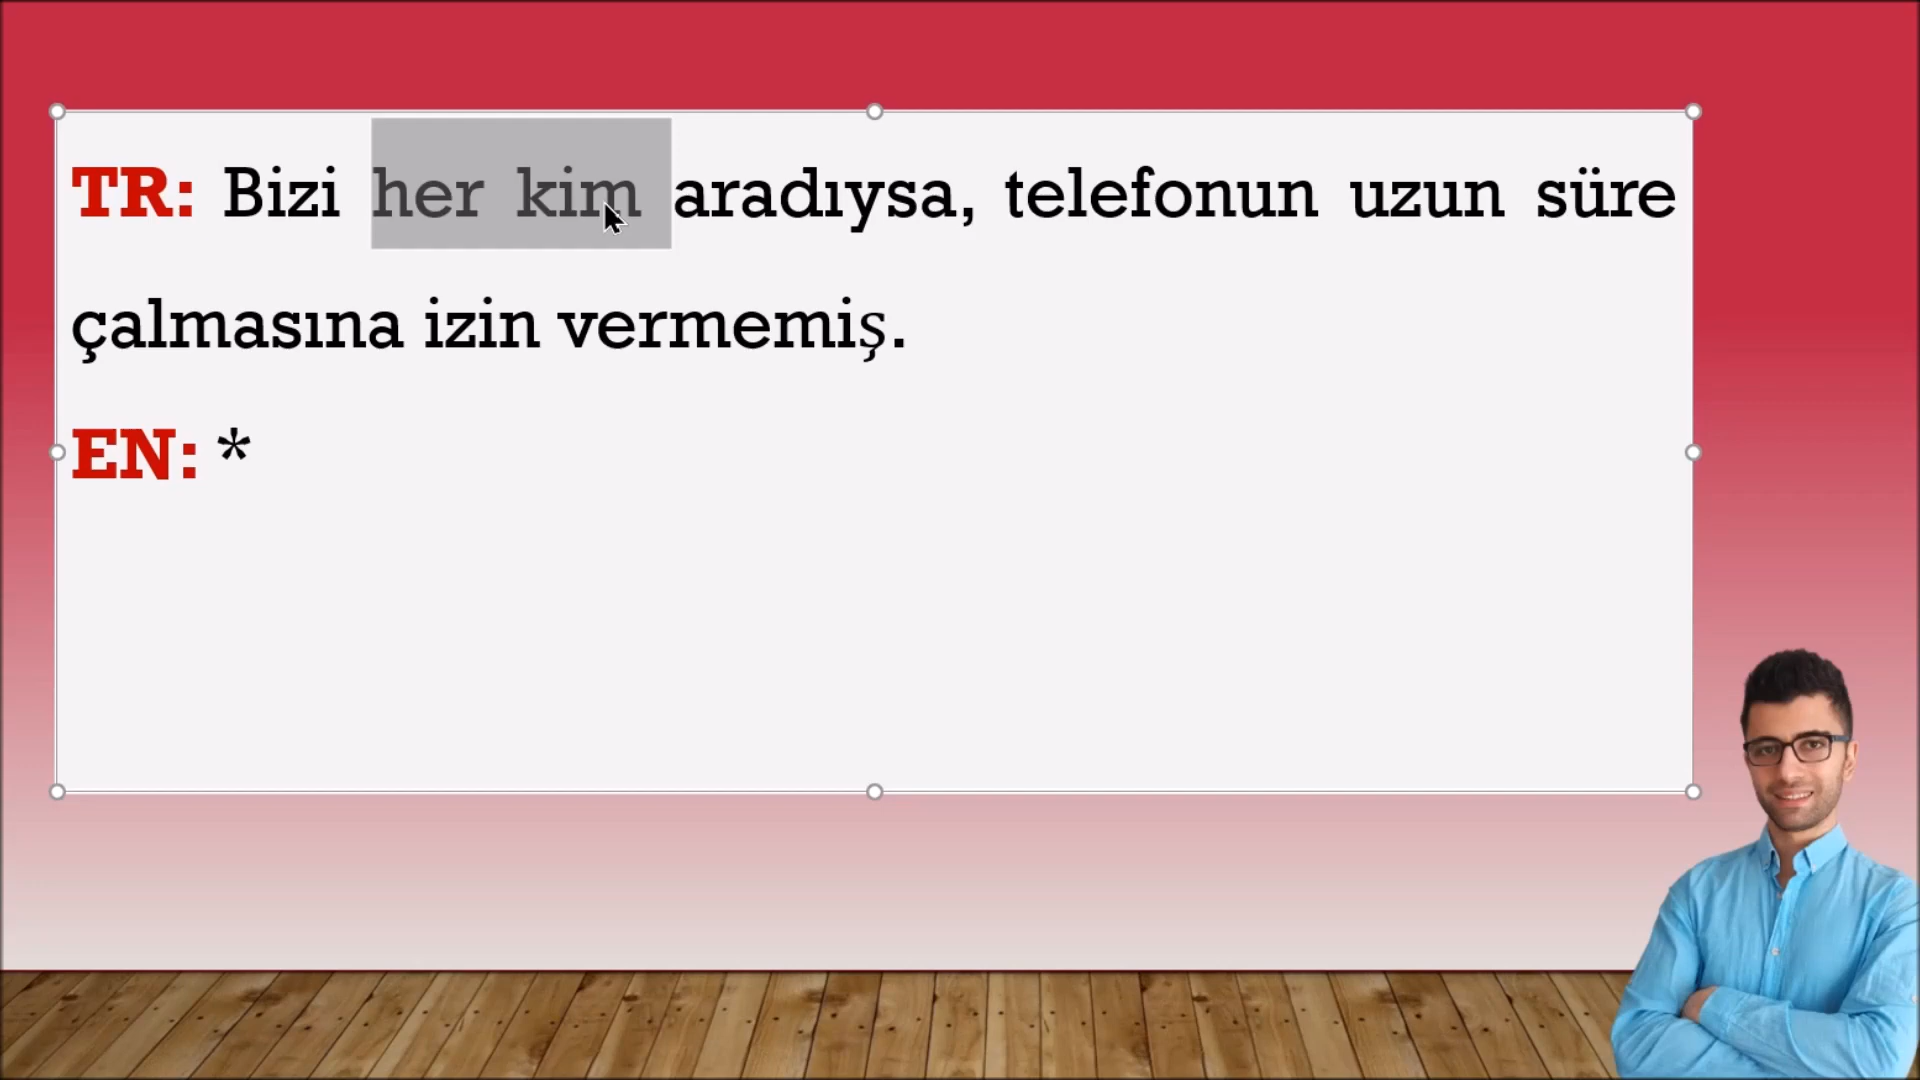 TR: Bizi her kim aradıysa, telefonun uzun süre
çalmasına izin vermemiş.
EN: *